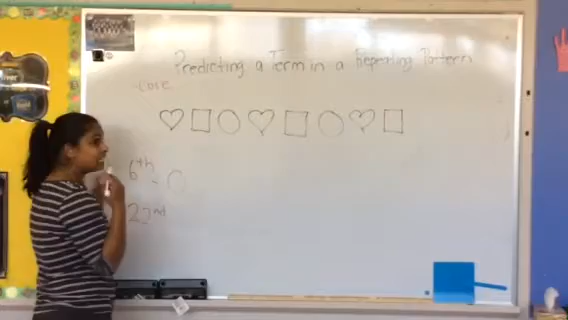 Predicting a Term in a Repeating Pattern
-core
6th -
22nd